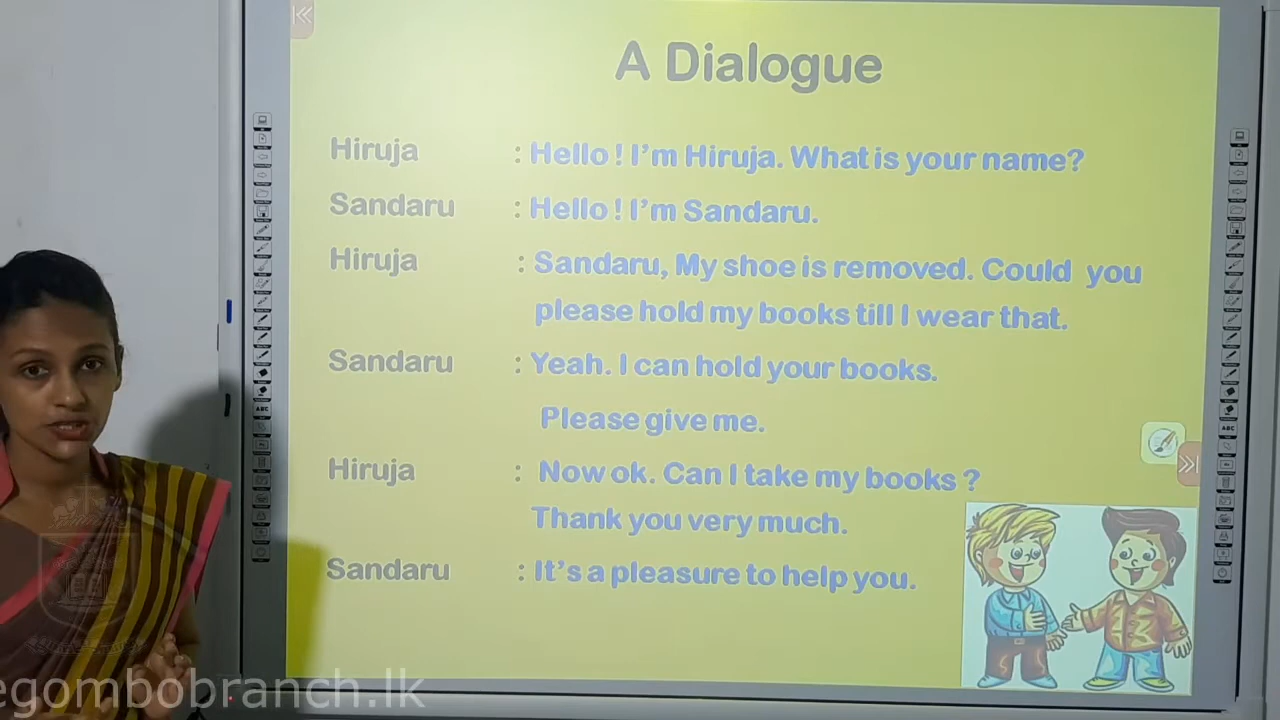 A Dialogue
Hiruja : Hello ! I'm Hiruja. What is your name?
Sandaru : Hello ! I'm Sandaru.
Hiruja : Sandaru, My shoe is removed. Could you
please hold my books till I wear that.
Sandaru : Yeah. I can hold your books.
Please give me.
Hiruja : Now ok. Can I take my books ?
Thank you very much.
Sandaru : It's a pleasure to help you.
egombobranch.lk
ABC
ABC